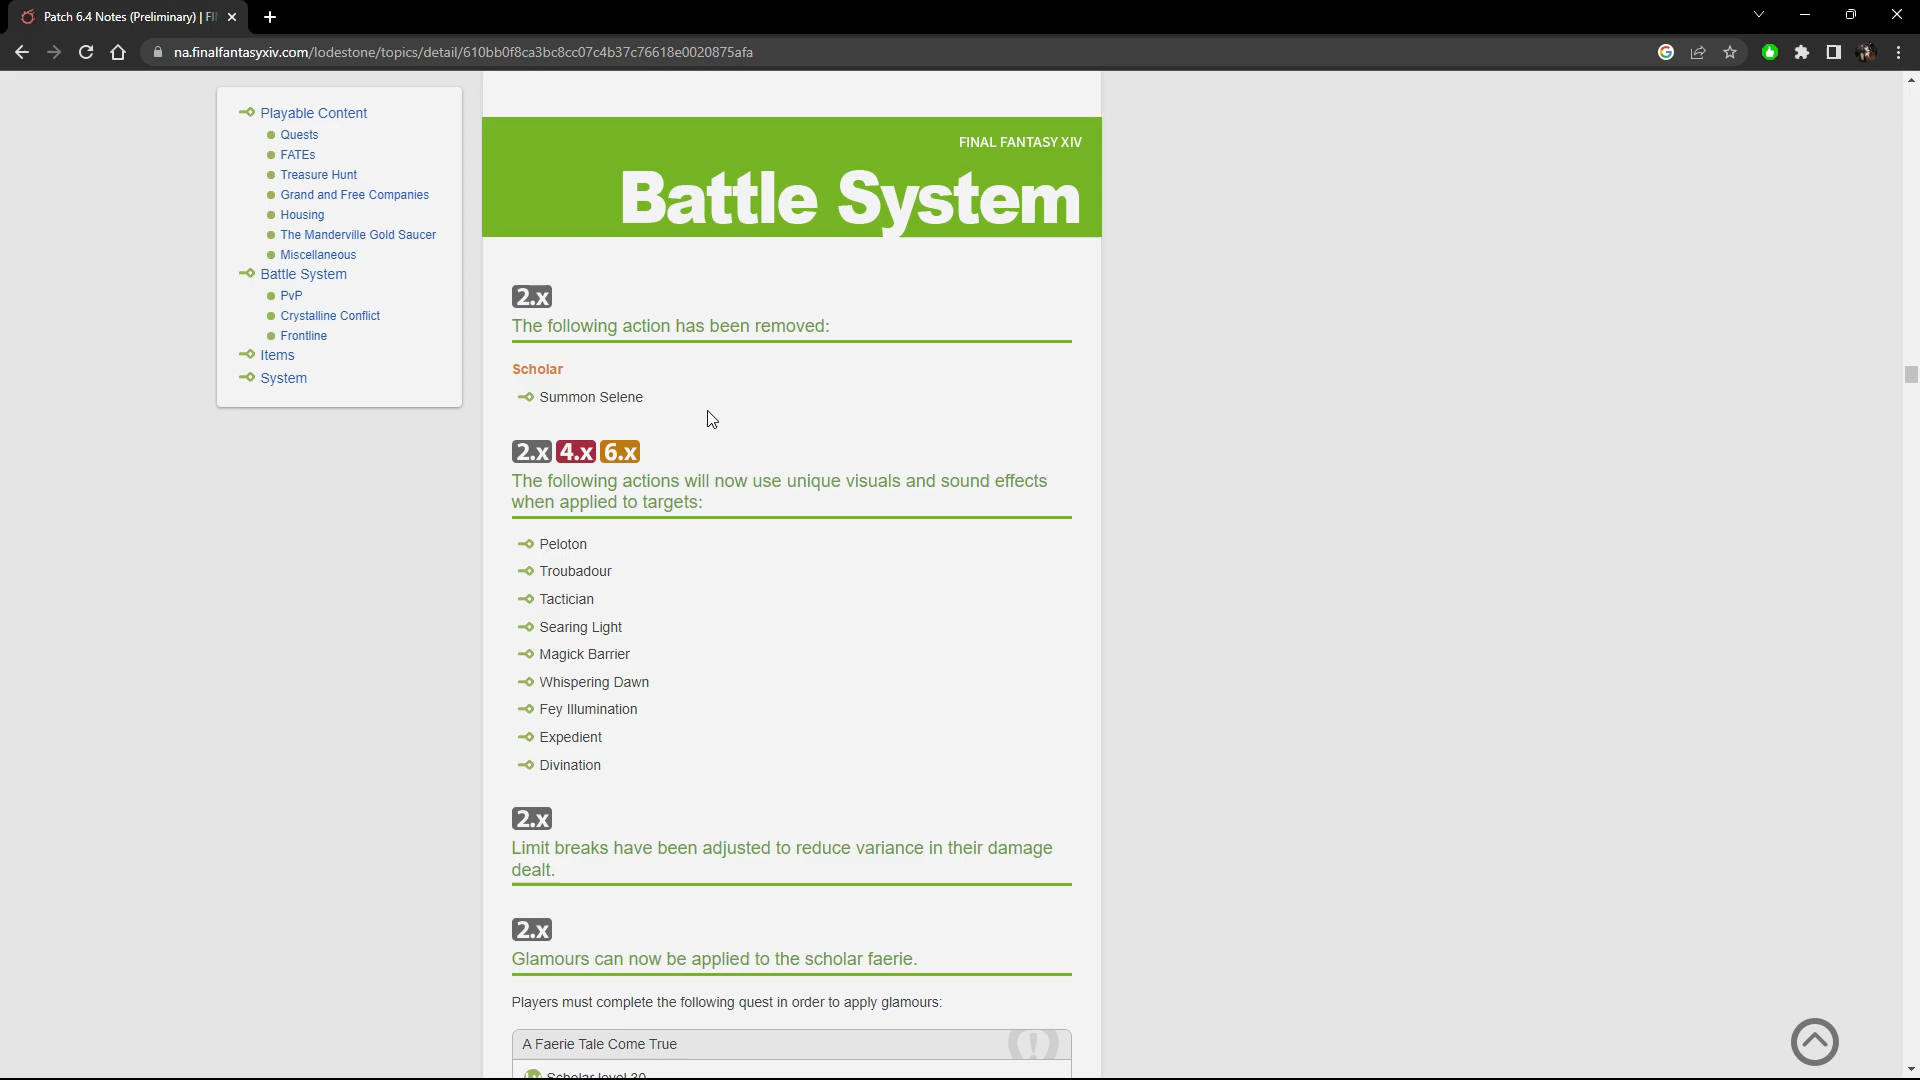 Patch 6.4 Notes (Preliminary) | FI
na.finalfantasyxiv.com/lodestone/topics/detail/610bb0f8ca3bc8cc07c4b37c76618e0020875afa
Playable Content
Quests
FATEs
Treasure Hunt
Grand and Free Companies
Housing
The Manderville Gold Saucer
Miscellaneous
Battle System
PvP
Crystalline Conflict
Frontline
Items
System
FINAL FANTASY XIV
Battle System
2.x
The following action has been removed:
Scholar
Summon Selene
2.x 4.x 6.x
The following actions will now use unique visuals and sound effects
when applied to targets:
Peloton
Troubadour
Tactician
Searing Light
Magick Barrier
Whispering Dawn
Fey Illumination
Expedient
Divination
2.x
Limit breaks have been adjusted to reduce variance in their damage
dealt.
2.x
Glamours can now be applied to the scholar faerie.
Players must complete the following quest in order to apply glamours:
A Faerie Tale Come True
Scholar level 30